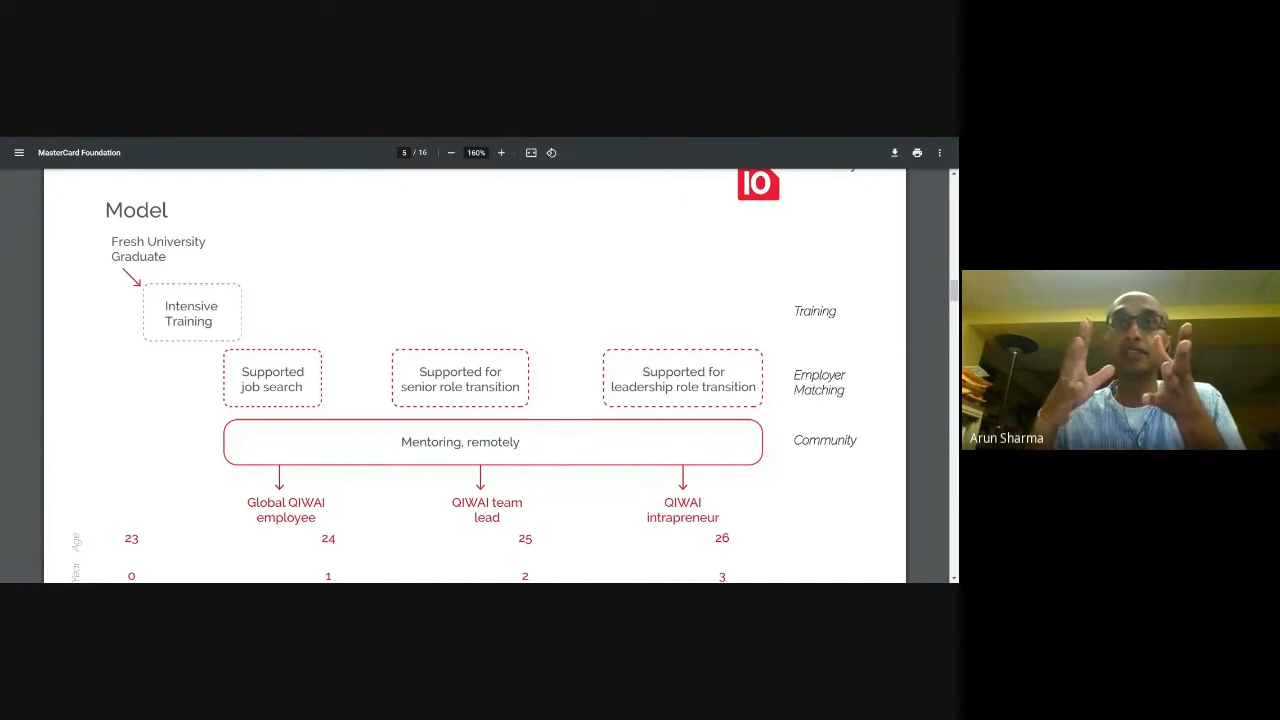 MasterCard Foundation
5 / 16
160%
10
Model
Fresh University
Graduate
Intensive
Training
Training
Supported
job search
Supported for
senior role transition
Supported for
leadership role transition
Employer
Matching
Mentoring, remotely
Community
Global QIWAI
employee
QIWAI team
lead
QIWAI
intrapreneur
Age
23
24
25
26
Year
0
1
2
3
Arun Sharma